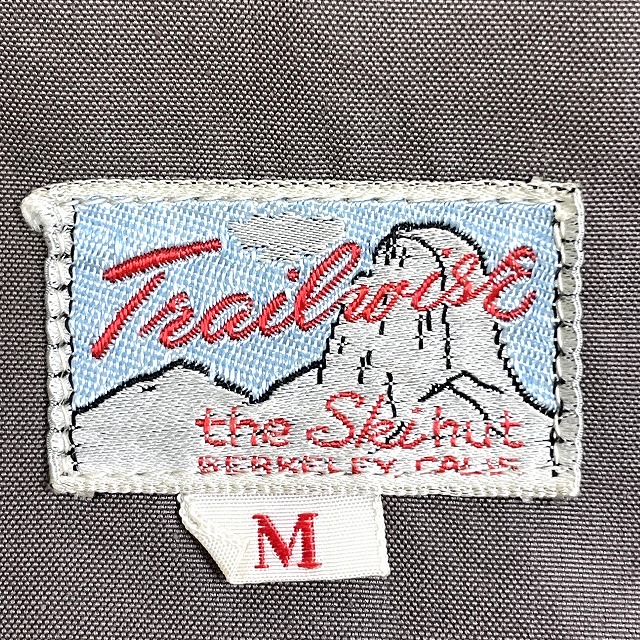 Trailwise
the Ski hut
BERKELEY, CALIF.
M